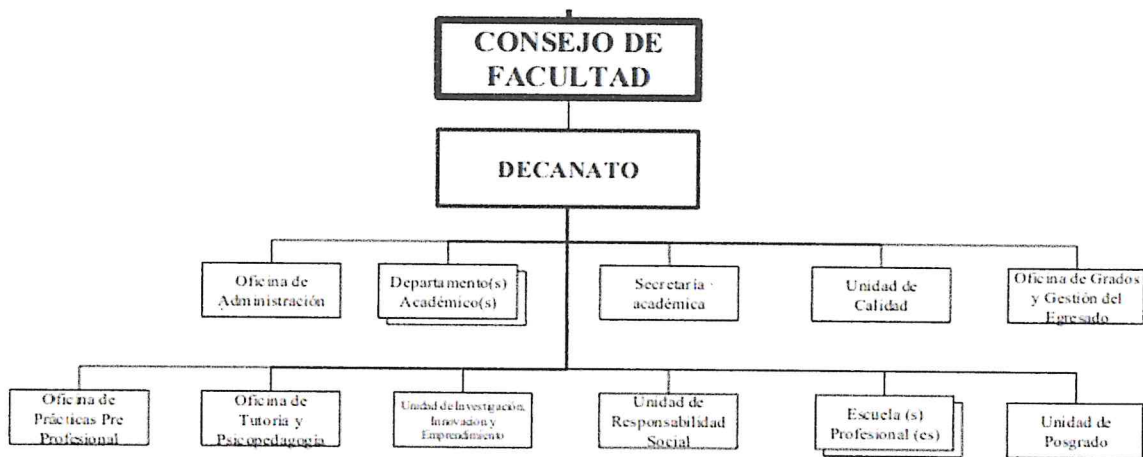 CONSEJO DE
FACULTAD
DECANATO
Oficina de
Administración
Departamento(s)
Académico(s)
Secretaría
académica
Unidad de
Calidad
Oficina de Grados
y Gestión del
Egresado
Oficina de
Prácticas Pre
Profesional
Oficina de
Tutoría y
Psicopedagogía
Unidad de Investigación,
Innovación y
Emprendimiento
Unidad de
Responsabilidad
Social
Escuela (s)
Profesional (es)
Unidad de
Posgrado